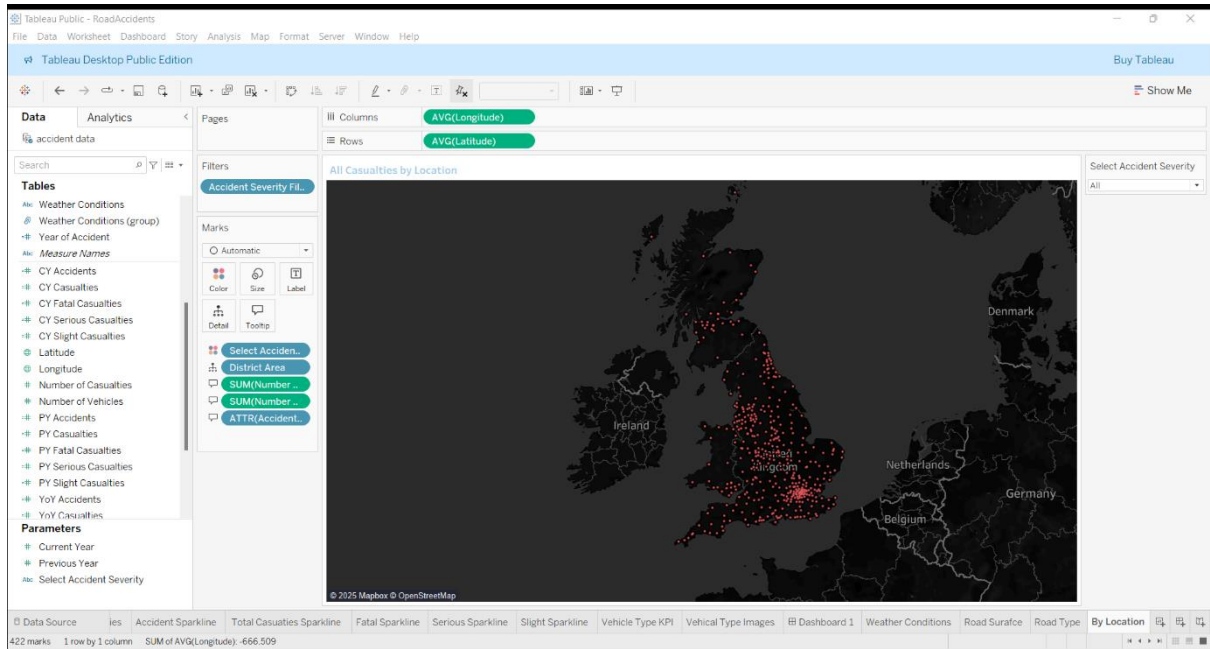 Tableau Public - RoadAccidents
File Data Worksheet Dashboard Story Analysis Map Format Server Window Help
Tableau Desktop Public Edition
Buy Tableau
Show Me
Data Analytics
accident data
Search
Tables
Abc Weather Conditions
Weather Conditions (group)
=# Year of Accident
Abc Measure Names
=# CY Accidents
=# CY Casualties
=# CY Fatal Casualties
=# CY Serious Casualties
=# CY Slight Casualties
Latitude
Longitude
# Number of Casualties
# Number of Vehicles
=# PY Accidents
=# PY Casualties
=# PY Fatal Casualties
=# PY Serious Casualties
=# PY Slight Casualties
=# YoY Accidents
=# YoY Casualties
Parameters
# Current Year
# Previous Year
Abc Select Accident Severity
Pages
Filters
Accident Severity Fil..
Marks
Automatic
Color Size Label
Detail Tooltip
Select Acciden..
District Area
SUM(Number ..
SUM(Number ..
ATTR(Accident..
Columns AVG(Longitude)
Rows AVG(Latitude)
All Casualties by Location
Denmark
Ireland
United
Kingdom
Netherlands
Germany
Belgium
© 2025 Mapbox © OpenStreetMap
Select Accident Severity
All
Data Source ies Accident Sparkline Total Casuaties Sparkline Fatal Sparkline Serious Sparkline Slight Sparkline Vehicle Type KPI Vehical Type Images Dashboard 1 Weather Conditions Road Surafce Road Type By Location
422 marks 1 row by 1 column SUM of AVG(Longitude): -666.509